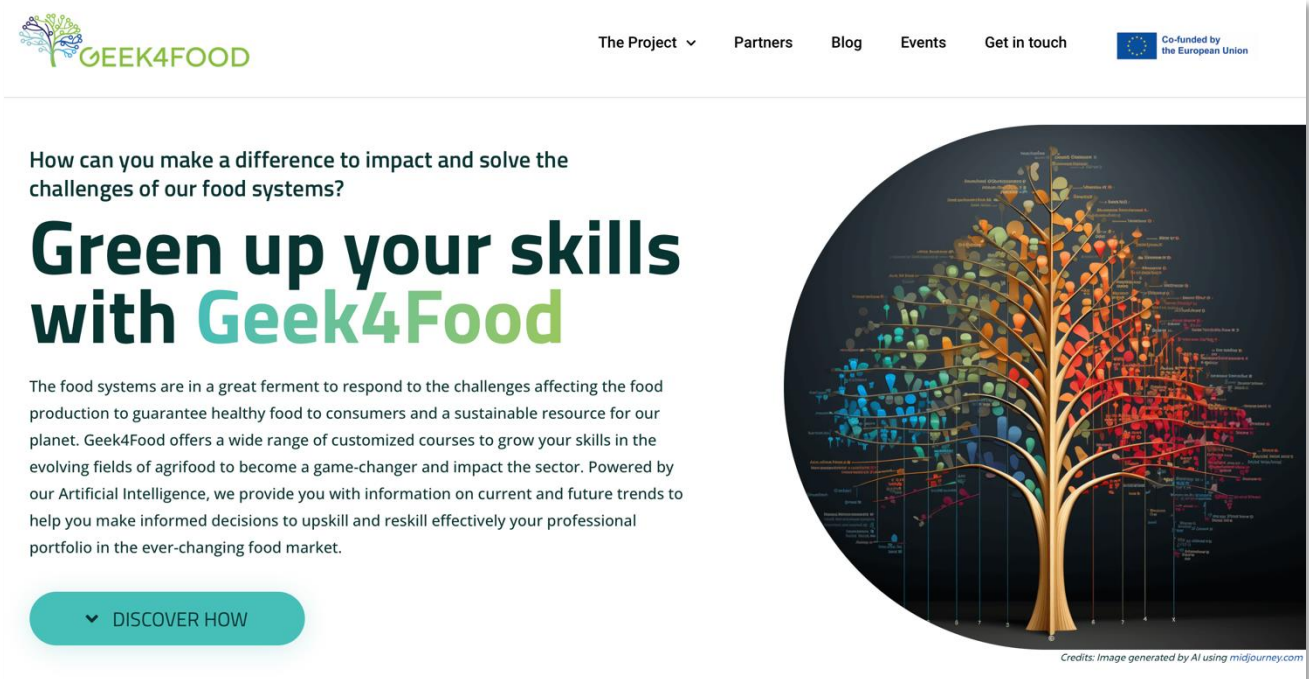 GEEK4FOOD
The Project
Partners
Blog
Events
Get in touch
Co-funded by
the European Union
How can you make a difference to impact and solve the
challenges of our food systems?
Green up your skills
with Geek4Food
The food systems are in a great ferment to respond to the challenges affecting the food
production to guarantee healthy food to consumers and a sustainable resource for our
planet. Geek4Food offers a wide range of customized courses to grow your skills in the
evolving fields of agrifood to become a game-changer and impact the sector. Powered by
our Artificial Intelligence, we provide you with information on current and future trends to
help you make informed decisions to upskill and reskill effectively your professional
portfolio in the ever-changing food market.
DISCOVER HOW
Credits: Image generated by AI using midjourney.com